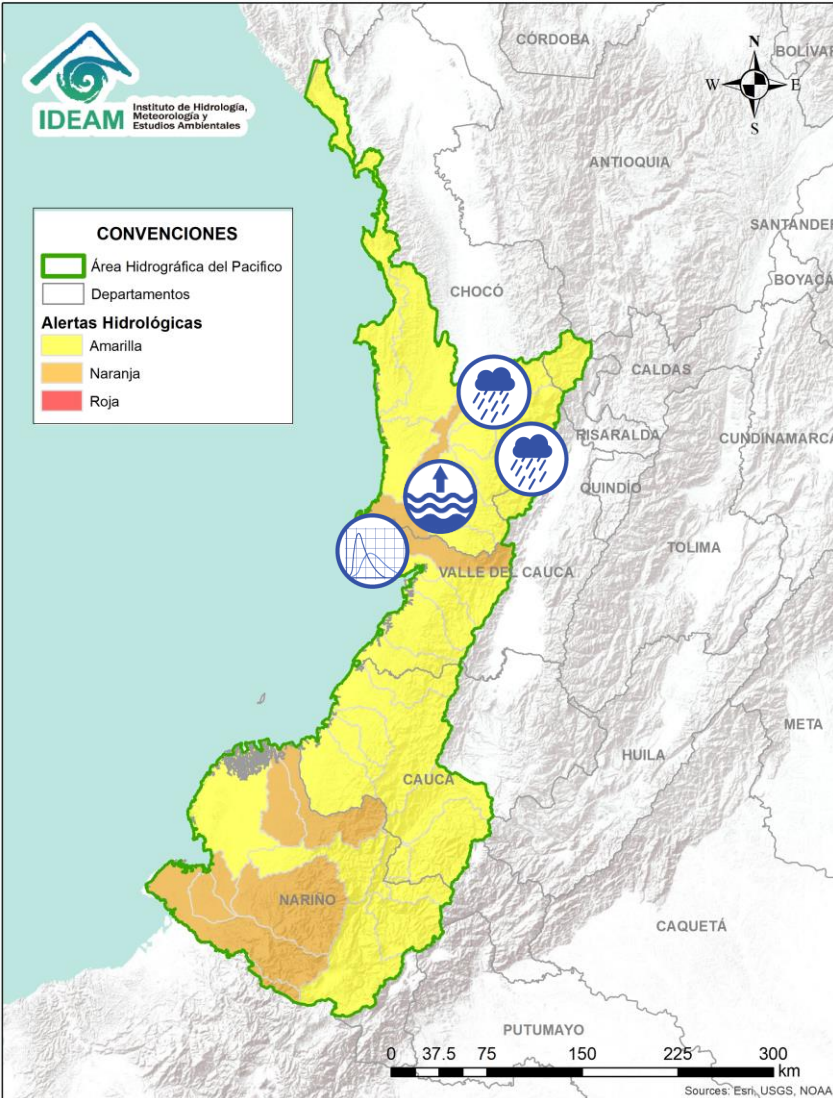 IDEAM
Instituto de Hidrología,
Meteorología y
Estudios Ambientales
CÓRDOBA
BOLÍVAR
N
W
E
S
ANTIOQUIA
SANTANDER
BOYACÁ
CONVENCIONES
Área Hidrográfica del Pacifico
Departamentos
Alertas Hidrológicas
Amarilla
Naranja
Roja
CHOCÓ
CALDAS
RISARALDA
CUNDINAMARCA
QUINDÍO
TOLIMA
VALLE DEL CAUCA
META
HUILA
CAUCA
NARIÑO
CAQUETÁ
PUTUMAYO
0 37.5 75 150 225 300
km
Sources: Esri, USGS, NOAA